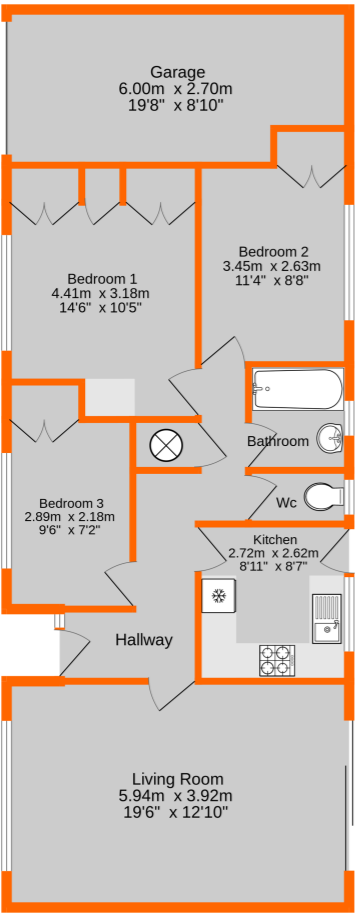 Garage
6.00m x 2.70m
19'8" x 8'10"
Bedroom 2
3.45m x 2.63m
11'4" x 8'8"
Bedroom 1
4.41m x 3.18m
14'6" x 10'5"
Bathroom
Bedroom 3
2.89m x 2.18m
9'6" x 7'2"
Wc
Kitchen
2.72m x 2.62m
8'11" x 8'7"
Hallway
Living Room
5.94m x 3.92m
19'6" x 12'10"